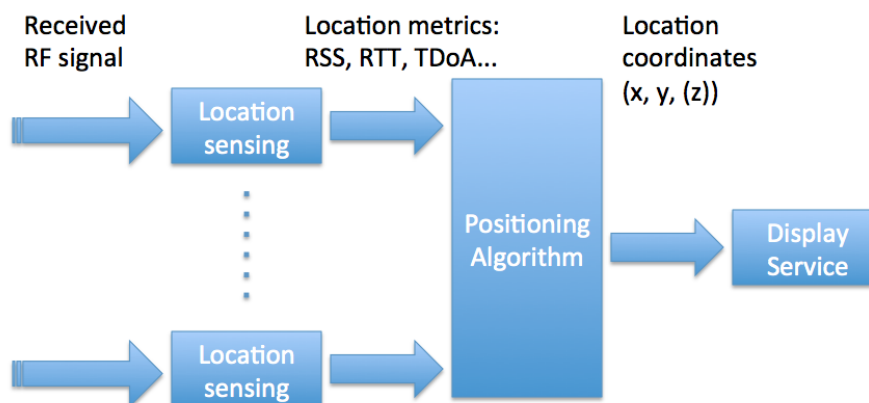 Received
RF signal
Location metrics:
RSS, RTT, TDoA...
Location
coordinates
(x, y, (z))
Location
sensing
Positioning
Algorithm
Display
Service
Location
sensing